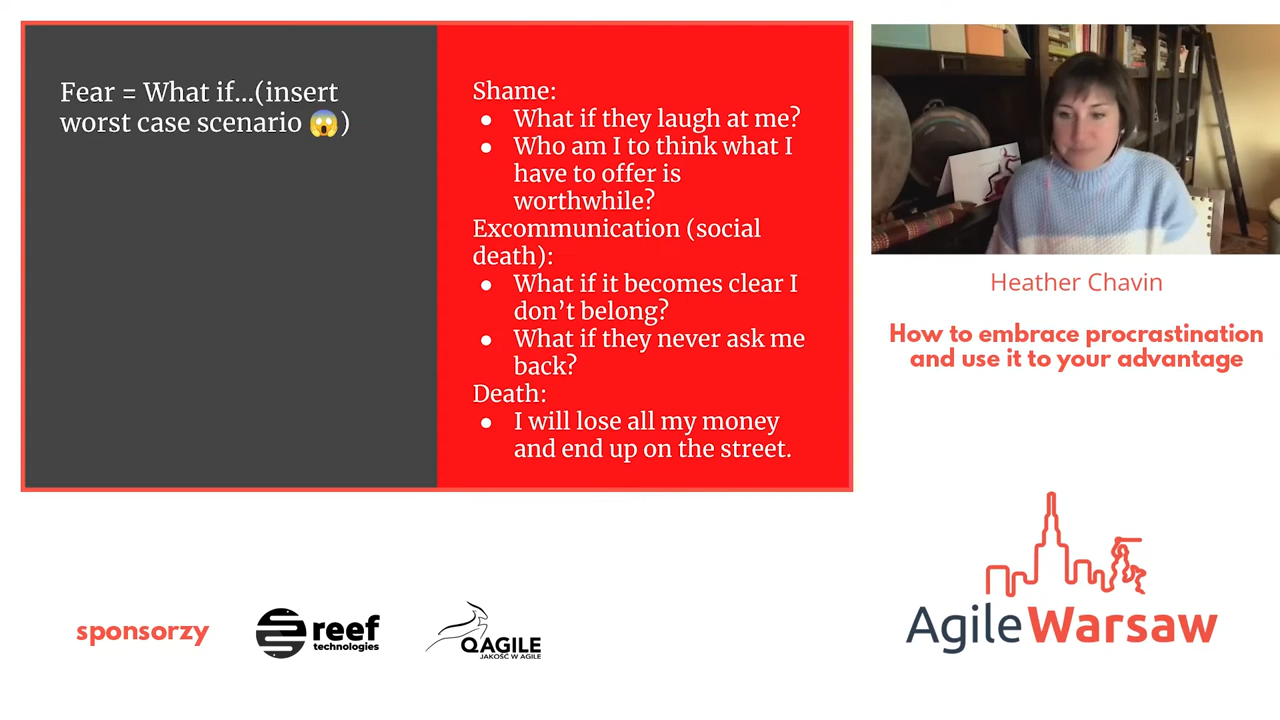 Fear = What if...(insert
worst case scenario 😱)
Shame:
● What if they laugh at me?
● Who am I to think what I
have to offer is
worthwhile?
Excommunication (social
death):
● What if it becomes clear I
don’t belong?
● What if they never ask me
back?
Death:
● I will lose all my money
and end up on the street.
Heather Chavin
How to embrace procrastination
and use it to your advantage
sponsorzy
reef
technologies
QAGILE
JAKOŚĆ W AGILE
AgileWarsaw